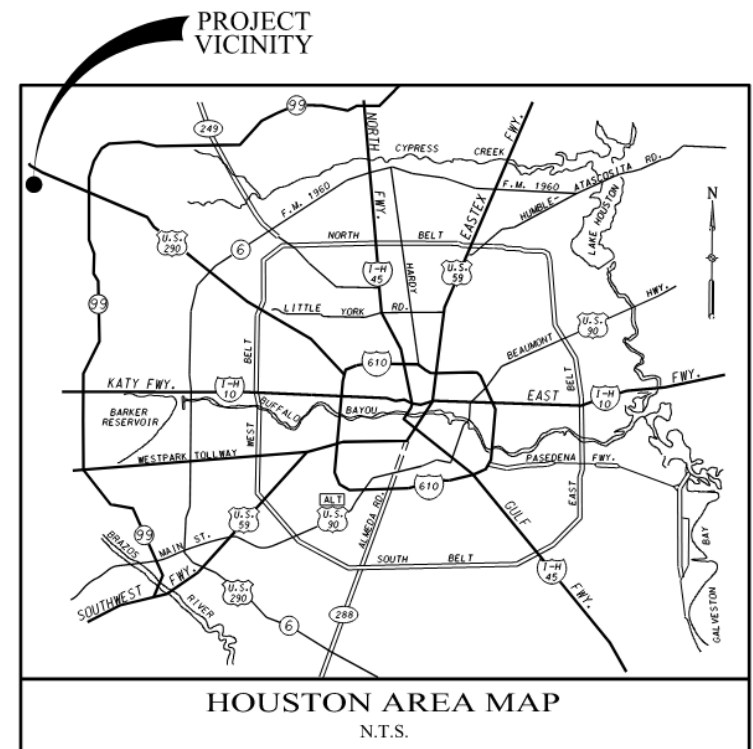 PROJECT
VICINITY
99
249
NORTH
FWY.
CYPRESS CREEK
EASTEX
FWY.
F.M. 1960
F.M. 1960
HUMBLE-
ATASCOSITA RD.
LAKE HOUSTON
N
6
U.S.
290
NORTH BELT
I-H
45
HARDY
U.S.
59
99
LITTLE YORK RD.
BEAUMONT HWY.
U.S.
90
WEST BELT
610
EAST BELT
KATY FWY.
I-H
10
EAST
I-H
10
FWY.
BARKER
RESERVOIR
BUFFALO
BAYOU
WESTPARK TOLLWAY
PASEDENA FWY.
610
ALT
U.S.
90
ALMEDA RD.
GULF
FWY.
U.S.
59
99
MAIN ST.
BRAZOS
RIVER
SOUTH BELT
I-H
45
SOUTHWEST FWY.
U.S.
290
6
288
GALVESTON
BAY
HOUSTON AREA MAP
N.T.S.